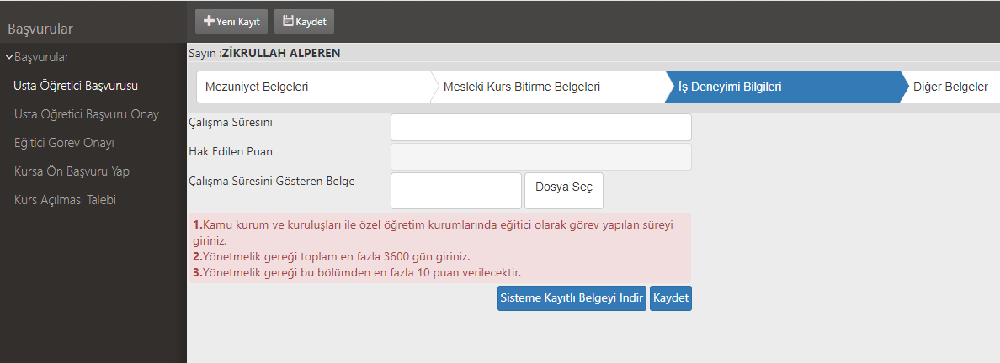 Yeni Kayıt
Kaydet
Başvurular
Başvurular
Usta Öğretici Başvurusu
Usta Öğretici Başvuru Onay
Eğitici Görev Onayı
Kursa Ön Başvuru Yap
Kurs Açılması Talebi
Sayın :ZİKRULLAH ALPEREN
Mezuniyet Belgeleri
Mesleki Kurs Bitirme Belgeleri
İş Deneyimi Bilgileri
Diğer Belgeler
Çalışma Süresini
Hak Edilen Puan
Çalışma Süresini Gösteren Belge
Dosya Seç
1.Kamu kurum ve kuruluşları ile özel öğretim kurumlarında eğitici olarak görev yapılan süreyi
giriniz.
2.Yönetmelik gereği toplam en fazla 3600 gün giriniz.
3.Yönetmelik gereği bu bölümden en fazla 10 puan verilecektir.
Sisteme Kayıtlı Belgeyi İndir
Kaydet